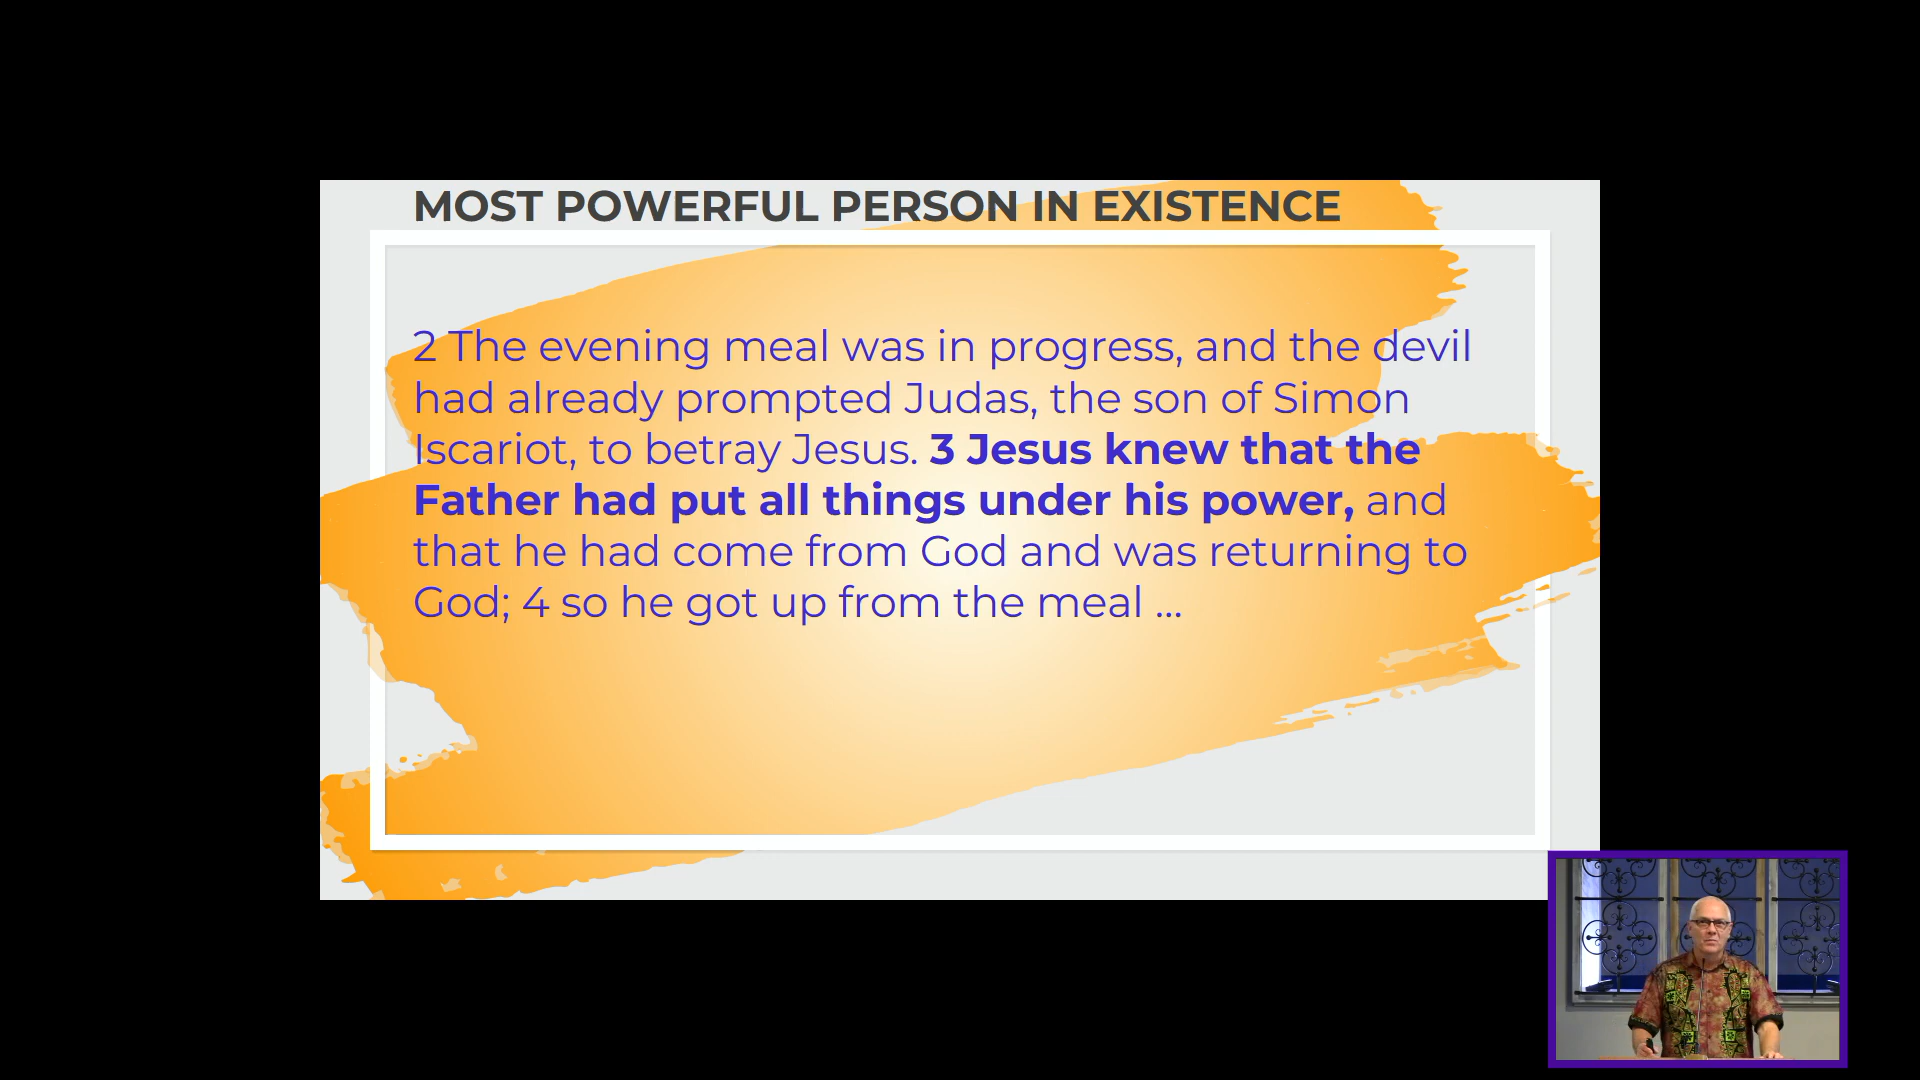 MOST POWERFUL PERSON IN EXISTENCE
2 The evening meal was in progress, and the devil
had already prompted Judas, the son of Simon
Iscariot, to betray Jesus. 3 Jesus knew that the
Father had put all things under his power, and
that he had come from God and was returning to
God; 4 so he got up from the meal ...